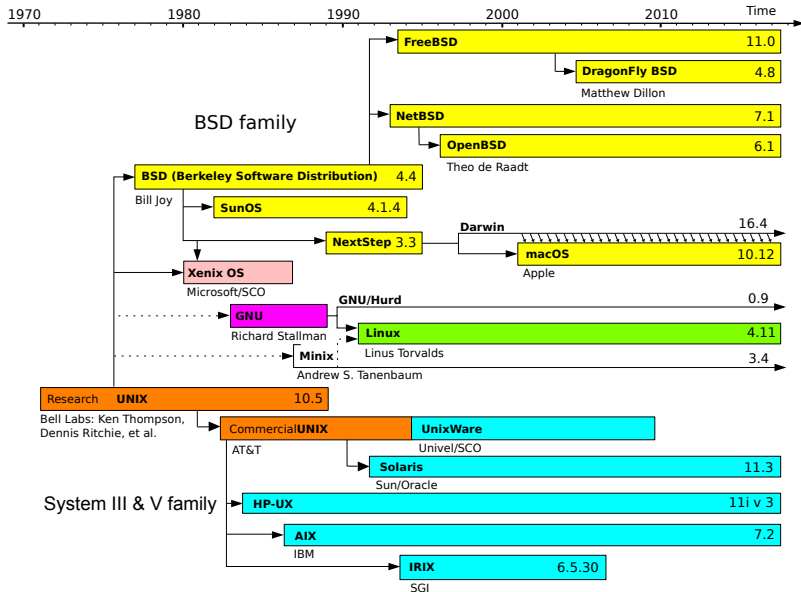 1970 1980 1990 2000 2010 Time
FreeBSD 11.0
DragonFly BSD 4.8
Matthew Dillon
BSD family
NetBSD 7.1
OpenBSD 6.1
Theo de Raadt
BSD (Berkeley Software Distribution) 4.4
Bill Joy
SunOS 4.1.4
Darwin 16.4
NextStep 3.3
macOS 10.12
Apple
Xenix OS
Microsoft/SCO
GNU/Hurd 0.9
GNU
Richard Stallman
Linux 4.11
Linus Torvalds
Minix 3.4
Andrew S. Tanenbaum
Research UNIX 10.5
Bell Labs: Ken Thompson,
Dennis Ritchie, et al.
CommercialUNIX
AT&T
UnixWare
Univel/SCO
Solaris 11.3
Sun/Oracle
System III & V family
HP-UX 11i v 3
AIX 7.2
IBM
IRIX 6.5.30
SGI